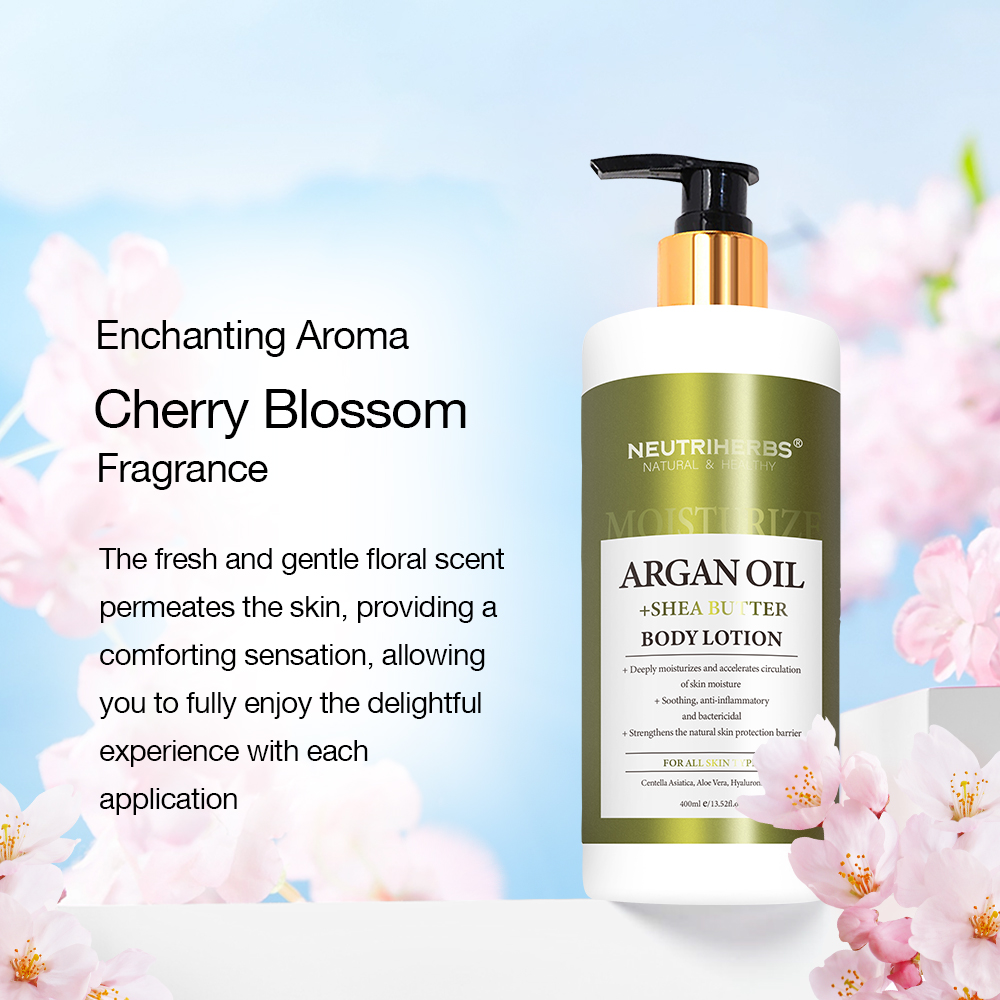 Enchanting Aroma
Cherry Blossom
Fragrance
The fresh and gentle floral scent
permeates the skin, providing a
comforting sensation, allowing
you to fully enjoy the delightful
experience with each
application
NEUTRIHERBS®
NATURAL & HEALTHY
MOISTURIZE
ARGAN OIL
+SHEA BUTTER
BODY LOTION
+ Deeply moisturizes and accelerates circulation
of skin moisture
+ Soothing, anti-inflammatory
and bactericidal
+ Strengthens the natural skin protection barrier
FOR ALL SKIN
Centella Asiatica, Aloe Vera,
400ml e/13.52fl.